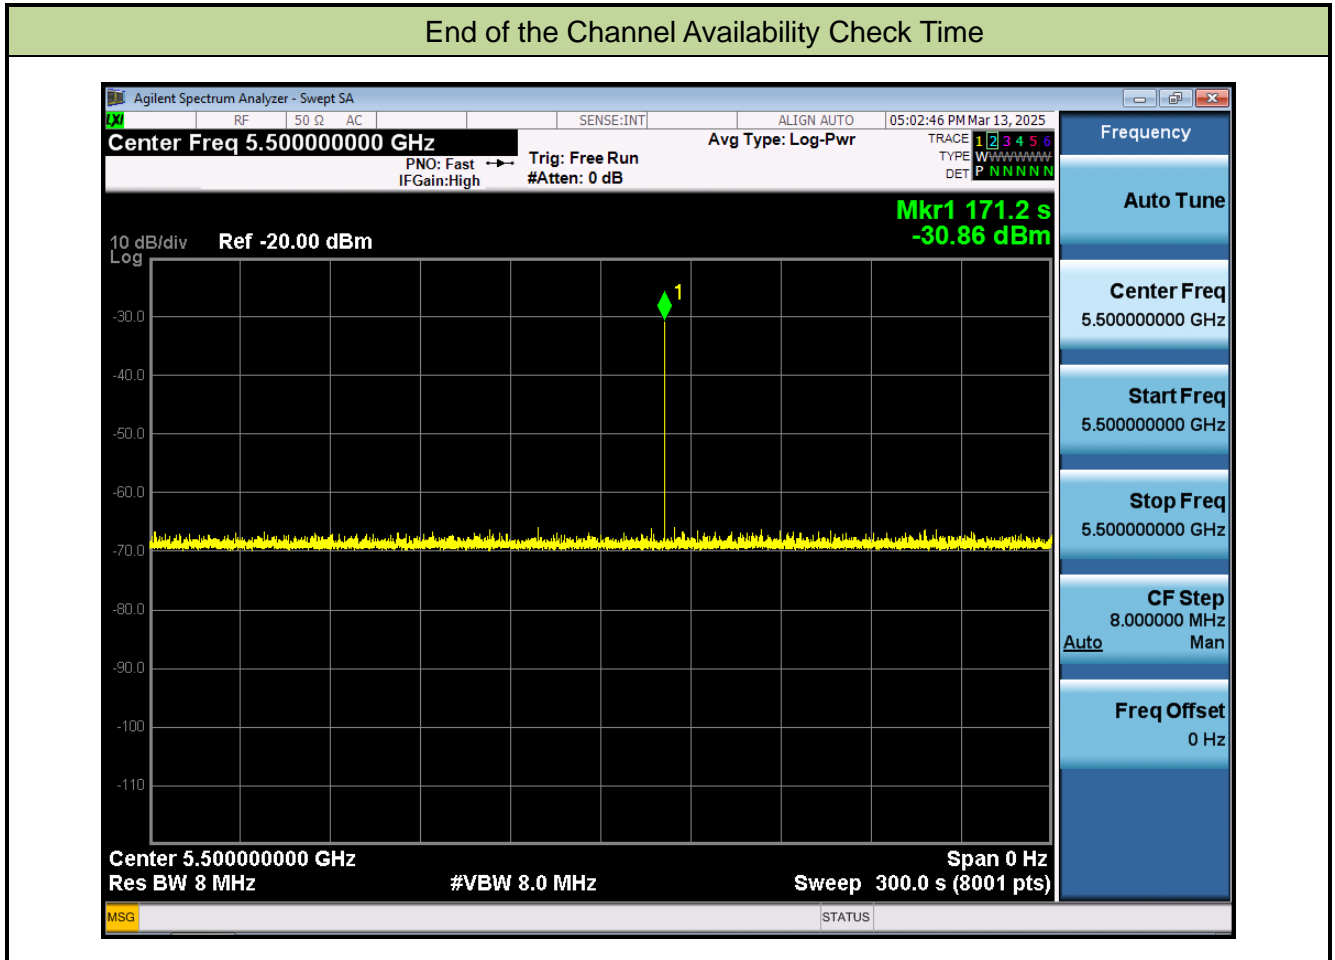 End of the Channel Availability Check Time
Agilent Spectrum Analyzer - Swept SA
LXI RF 50 Ω AC SENSE:INT ALIGN AUTO 05:02:46 PM Mar 13, 2025
Center Freq 5.500000000 GHz
PNO: Fast
IFGain:High
Trig: Free Run
#Atten: 0 dB
Avg Type: Log-Pwr
TRACE 1 2 3 4 5 6
TYPE W W W W W W
DET P N N N N N
Mkr1 171.2 s
-30.86 dBm
10 dB/div Ref -20.00 dBm
Log
1
-30.0
-40.0
-50.0
-60.0
-70.0
-80.0
-90.0
-100
-110
Center 5.500000000 GHz Span 0 Hz
Res BW 8 MHz #VBW 8.0 MHz Sweep 300.0 s (8001 pts)
MSG STATUS
Frequency
Auto Tune
Center Freq
5.500000000 GHz
Start Freq
5.500000000 GHz
Stop Freq
5.500000000 GHz
CF Step
8.000000 MHz
Auto Man
Freq Offset
0 Hz